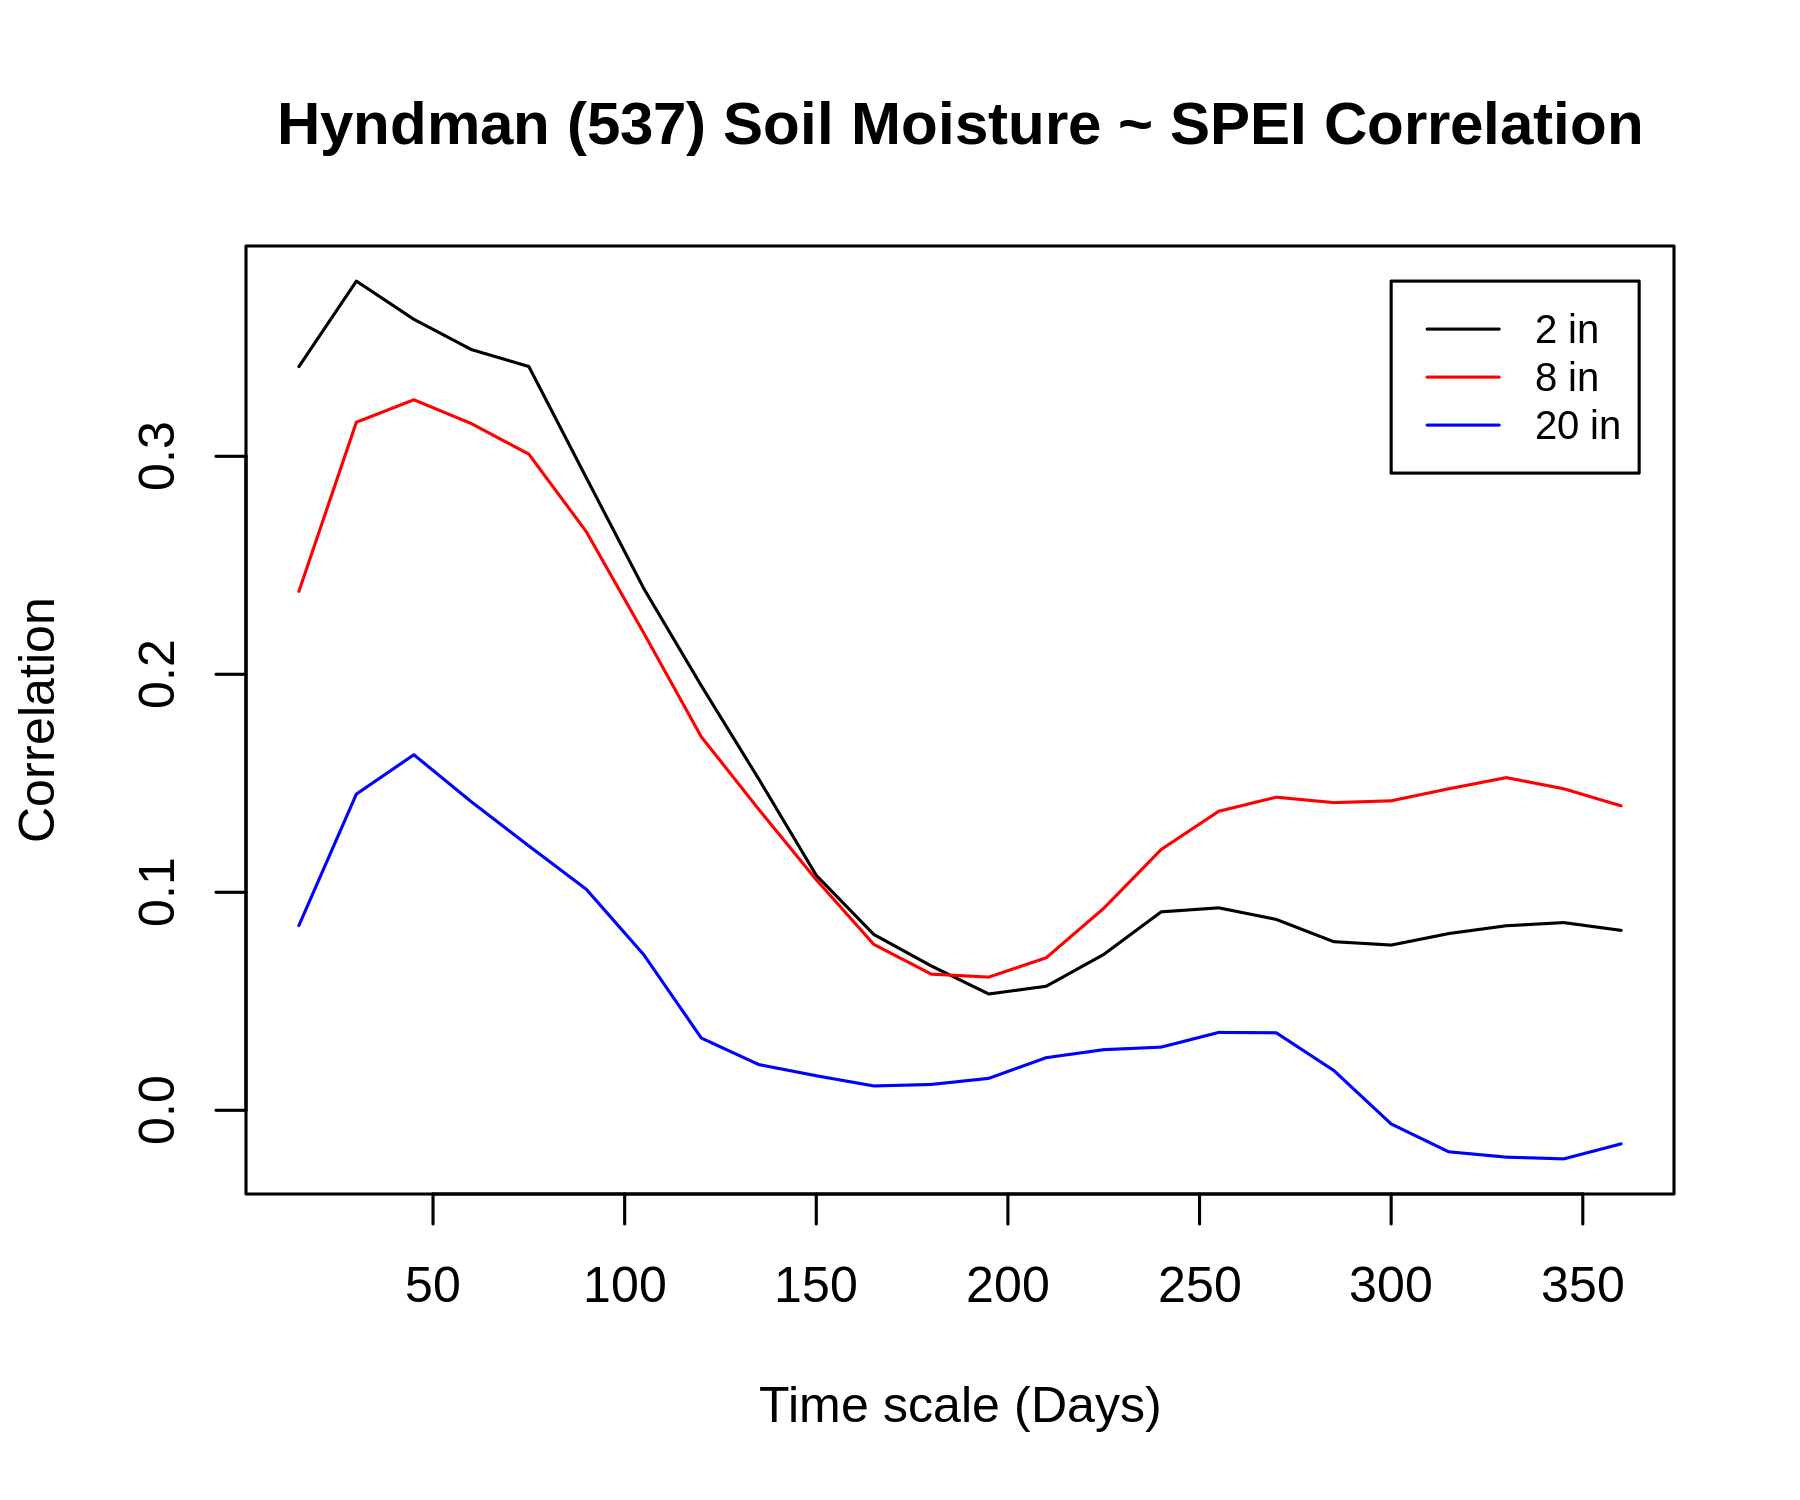 Hyndman (537) Soil Moisture ~ SPEI Correlation
2 in
8 in
20 in
Correlation
0.3
0.2
0.1
0.0
50 100 150 200 250 300 350
Time scale (Days)